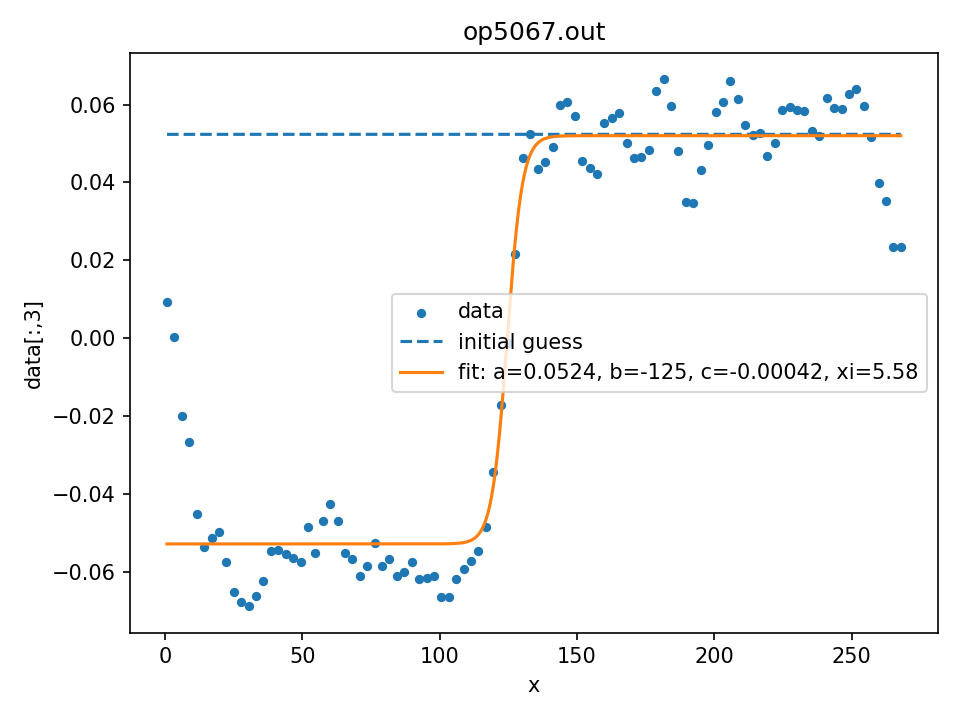 op5067.out
data[:,3]
0.06
0.04
0.02
0.00
−0.02
−0.04
−0.06
data
initial guess
fit: a=0.0524, b=-125, c=-0.00042, xi=5.58
0 50 100 150 200 250
x